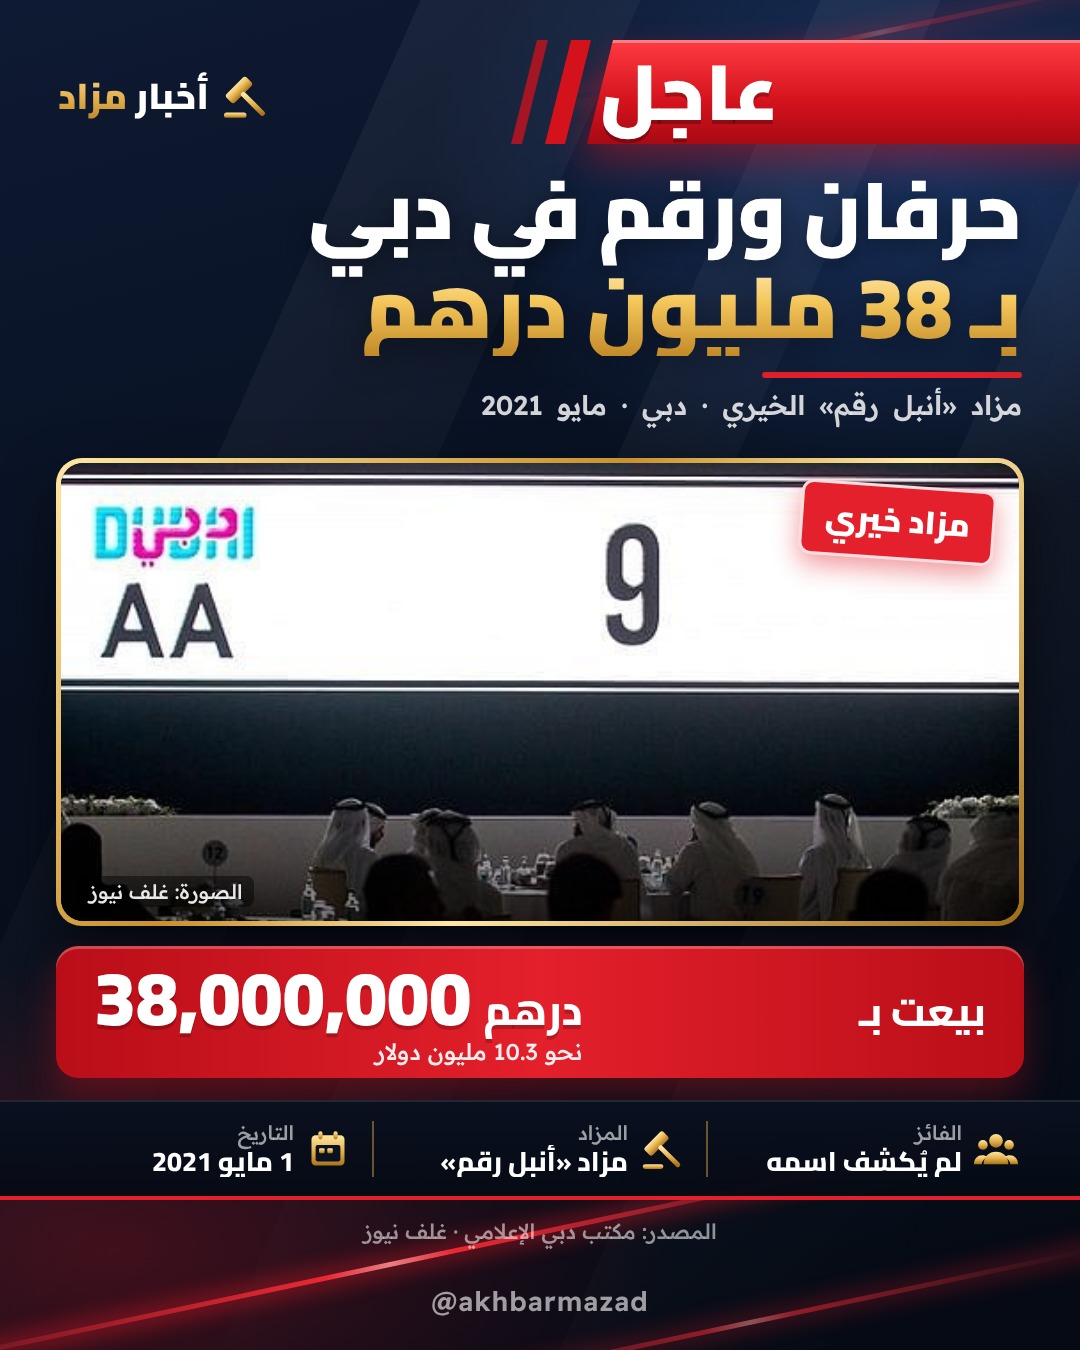 عاجل
أخبار مزاد
حرفان ورقم في دبي
بـ 38 مليون درهم
مزاد «أنبل رقم» الخيري · دبي · مايو 2021
مزاد خيري
DUBAI دبي
AA 9
12
19
الصورة: غلف نيوز
بيعت بـ
38,000,000 درهم
نحو 10.3 مليون دولار
الفائز
لم يُكشف اسمه
المزاد
مزاد «أنبل رقم»
التاريخ
1 مايو 2021
المصدر: مكتب دبي الإعلامي · غلف نيوز
@akhbarmazad